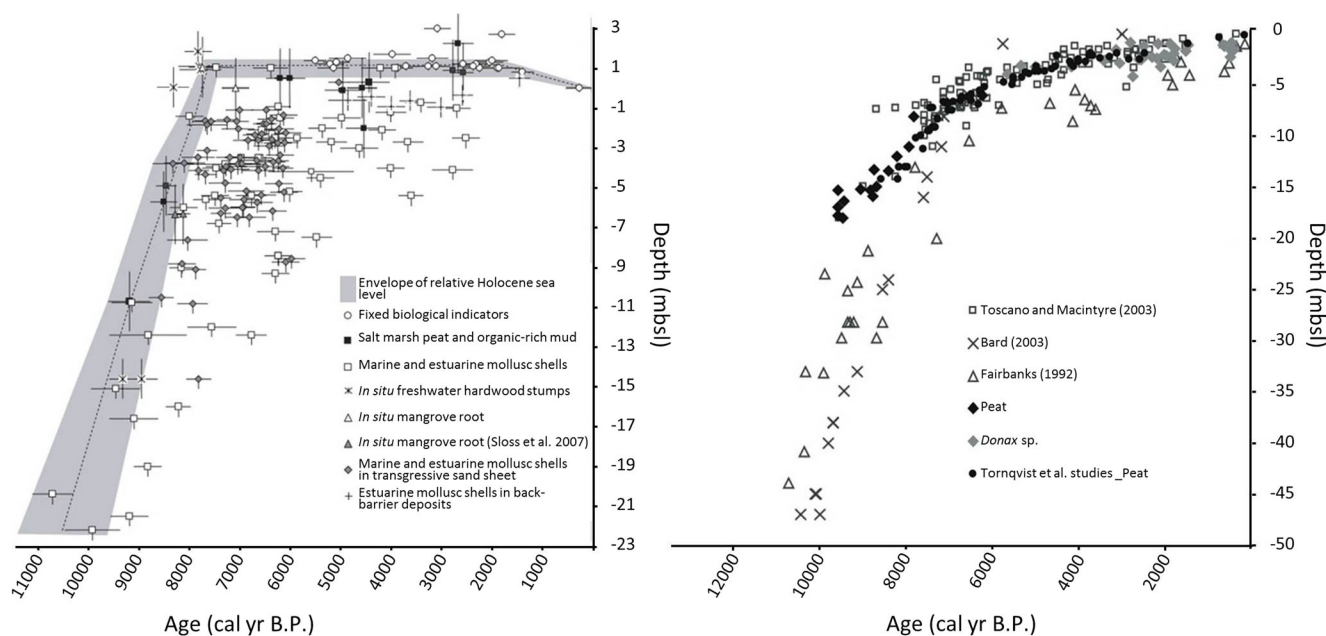 3
1
-1
-3
-5
-7
-9
-11
-13
-15
-17
-19
-21
-23
Depth (mbsl)
Envelope of relative Holocene sea
level
Fixed biological indicators
Salt marsh peat and organic-rich mud
Marine and estuarine mollusc shells
In situ freshwater hardwood stumps
In situ mangrove root
In situ mangrove root (Sloss et al. 2007)
Marine and estuarine mollusc shells
in transgressive sand sheet
Estuarine mollusc shells in back-
barrier deposits
11000
10000
9000
8000
7000
6000
5000
4000
3000
2000
1000
Age (cal yr B.P.)
0
-5
-10
-15
-20
-25
-30
-35
-40
-45
-50
Depth (mbsl)
Toscano and Macintyre (2003)
Bard (2003)
Fairbanks (1992)
Peat
Donax sp.
Tornqvist et al. studies _Peat
12000
10000
8000
6000
4000
2000
Age (cal yr B.P.)